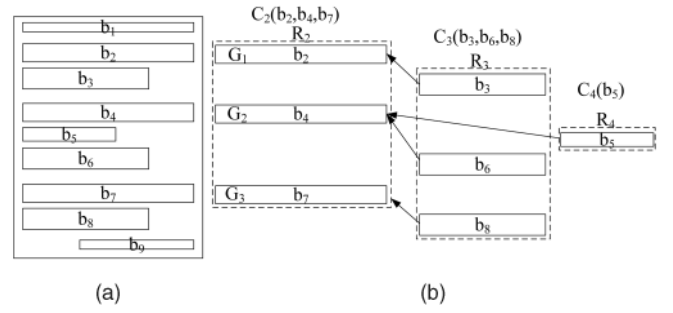 b₁
b₂
b₃
b₄
b₅
b₆
b₇
b₈
b₉
(a)
C₂(b₂,b₄,b₇)
R₂
G₁ b₂
G₂ b₄
G₃ b₇
C₃(b₃,b₆,b₈)
R₃
b₃
b₆
b₈
C₄(b₅)
R₄
b₅
(b)